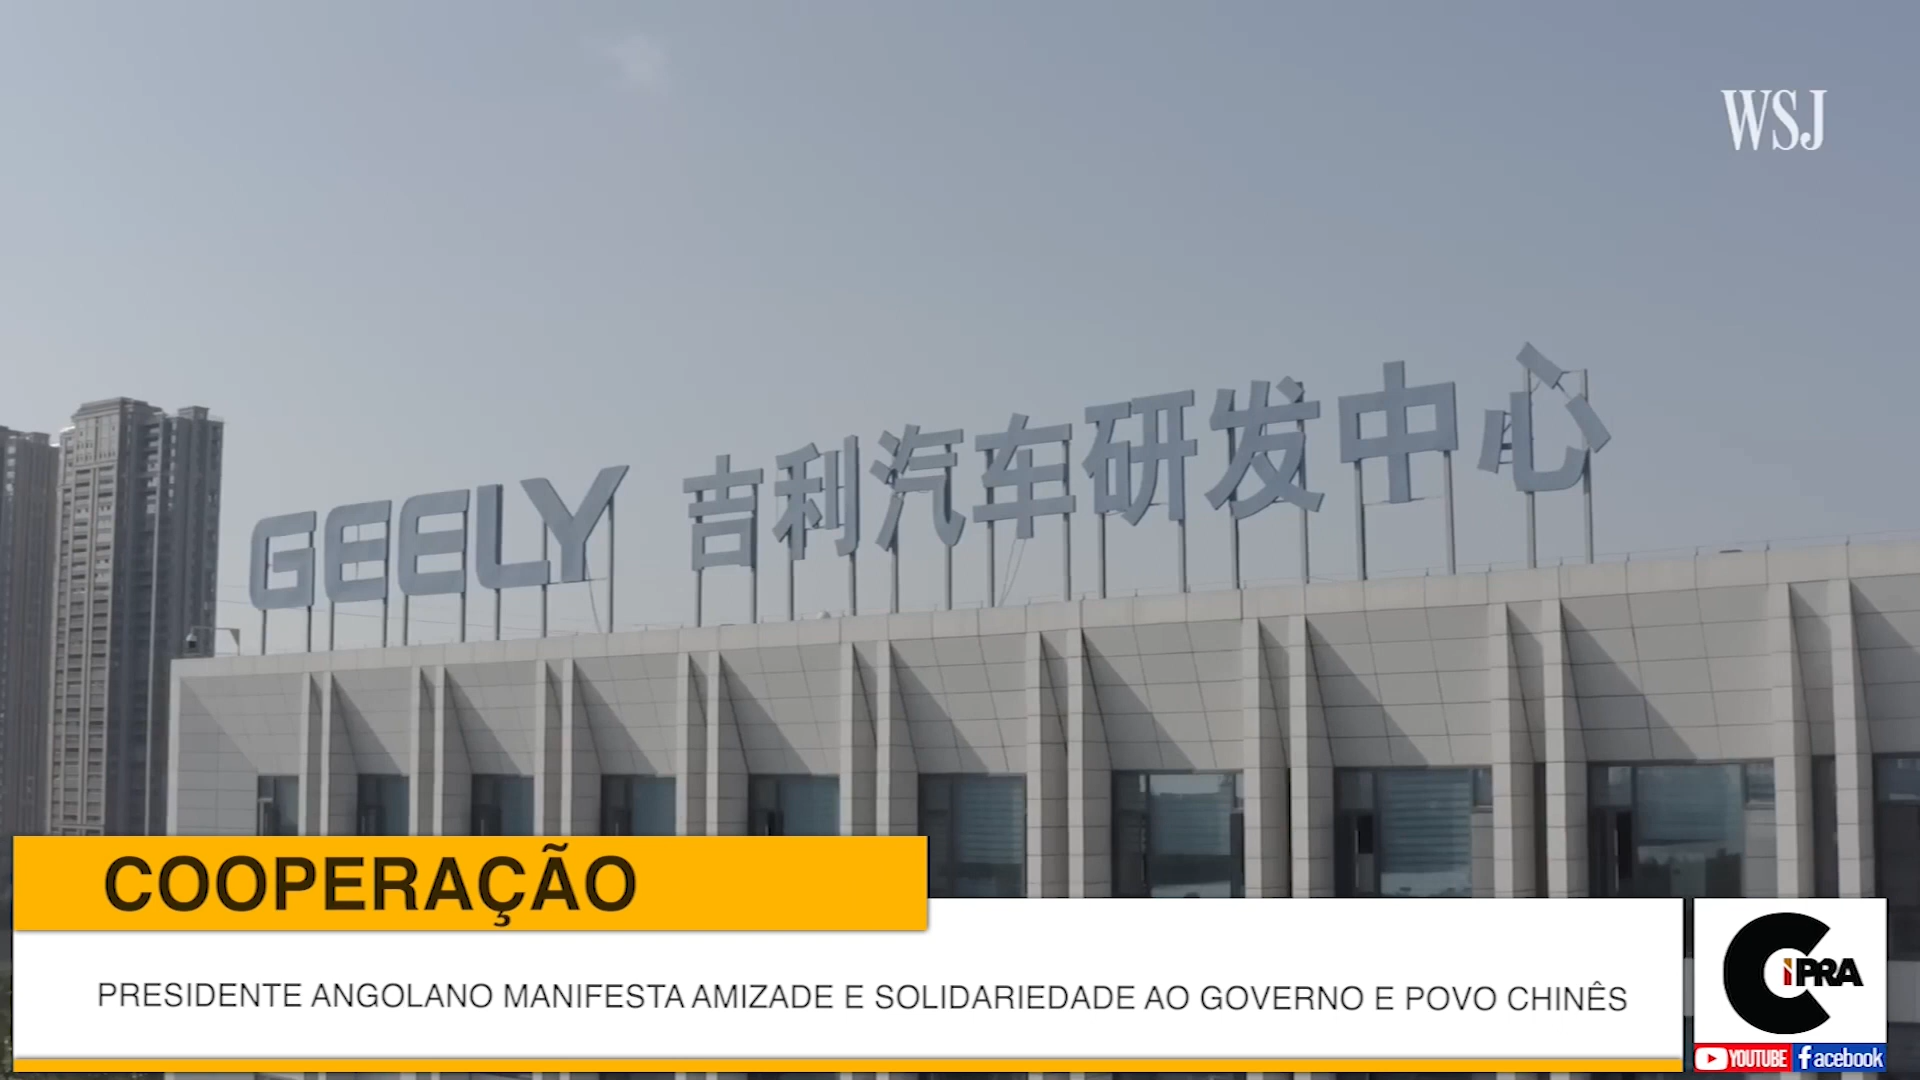 WSJ
GEELY 吉利汽车研发中心
COOPERAÇÃO
PRESIDENTE ANGOLANO MANIFESTA AMIZADE E SOLIDARIEDADE AO GOVERNO E POVO CHINÊS
CiPRA
YOUTUBE facebook